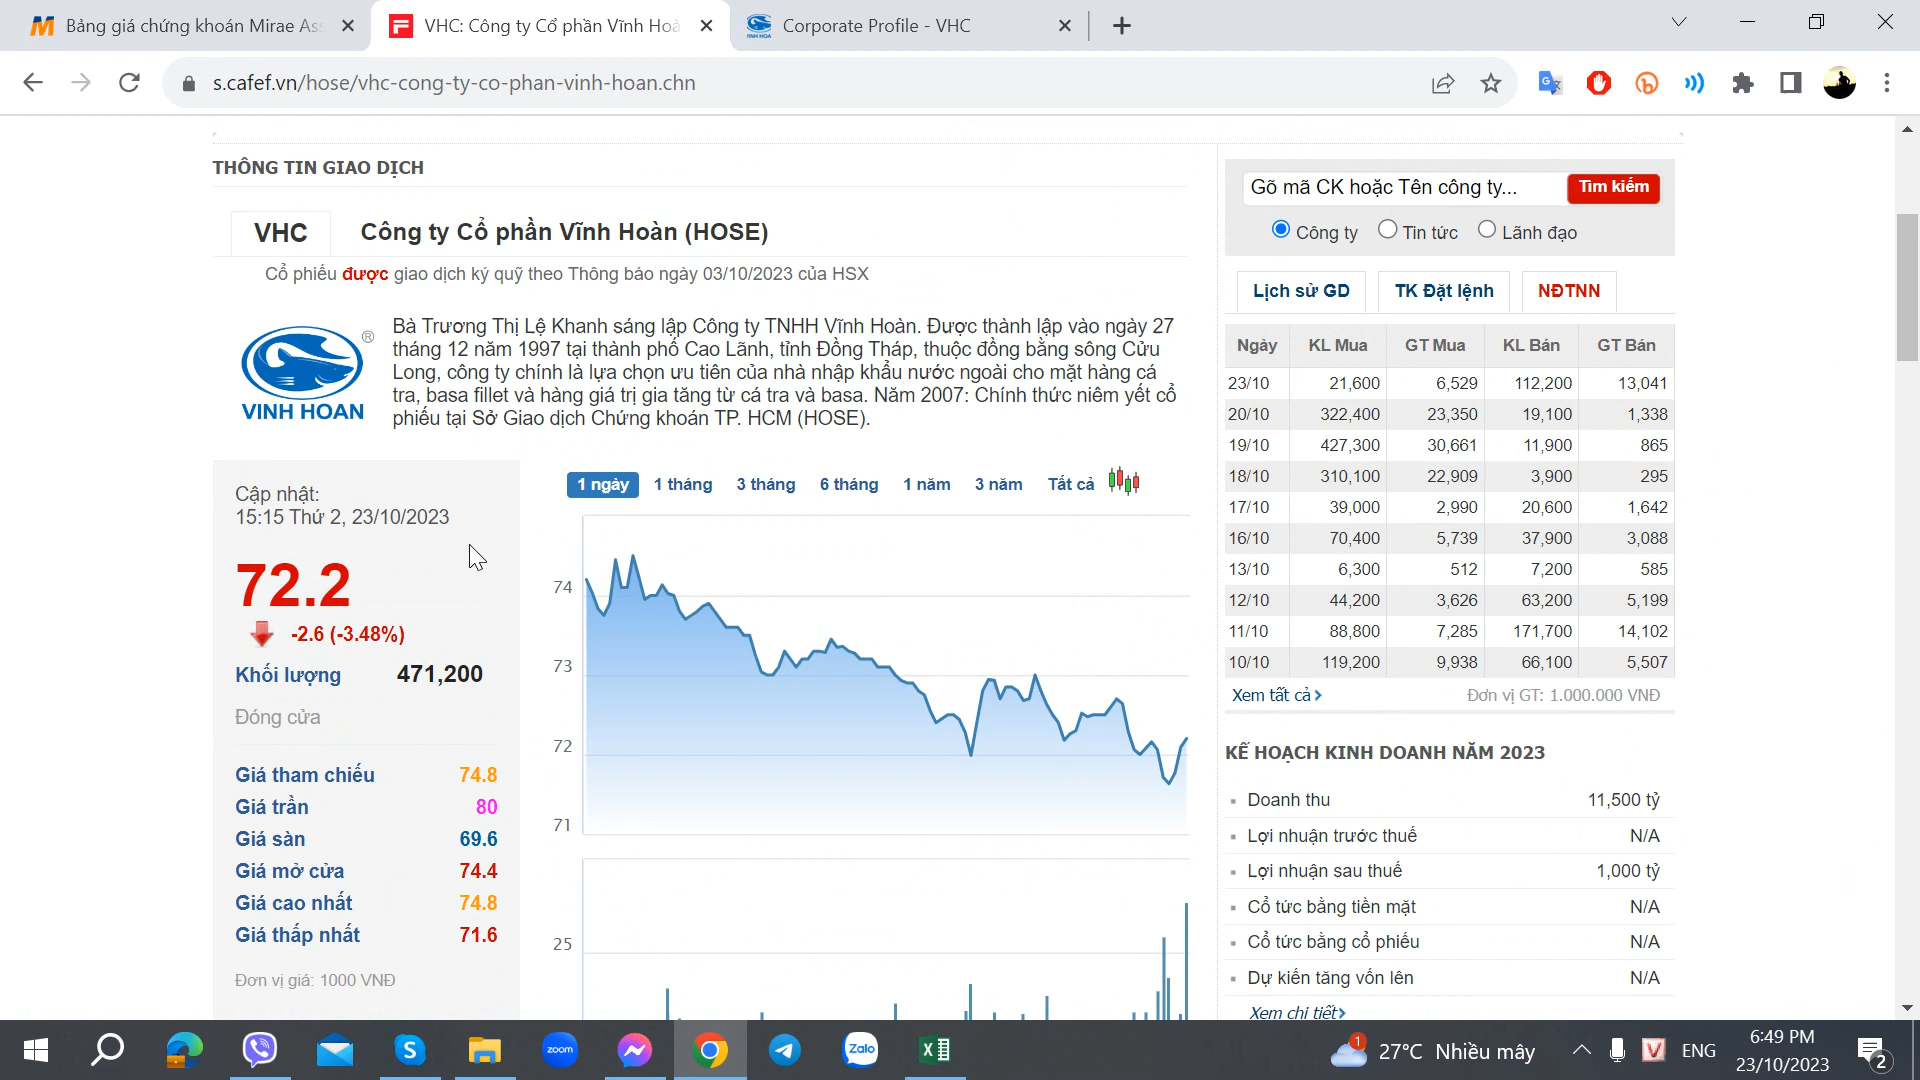 Bảng giá chứng khoán Mirae Ass
VHC: Công ty Cổ phần Vĩnh Hoà
Corporate Profile - VHC
s.cafef.vn/hose/vhc-cong-ty-co-phan-vinh-hoan.chn
THÔNG TIN GIAO DỊCH
VHC Công ty Cổ phần Vĩnh Hoàn (HOSE)
Cổ phiếu được giao dịch ký quỹ theo Thông báo ngày 03/10/2023 của HSX
VINH HOAN ®
Bà Trương Thị Lệ Khanh sáng lập Công ty TNHH Vĩnh Hoàn. Được thành lập vào ngày 27
tháng 12 năm 1997 tại thành phố Cao Lãnh, tỉnh Đồng Tháp, thuộc đồng bằng sông Cửu
Long, công ty chính là lựa chọn ưu tiên của nhà nhập khẩu nước ngoài cho mặt hàng cá
tra, basa fillet và hàng giá trị gia tăng từ cá tra và basa. Năm 2007: Chính thức niêm yết cổ
phiếu tại Sở Giao dịch Chứng khoán TP. HCM (HOSE).
Cập nhật:
15:15 Thứ 2, 23/10/2023
72.2
-2.6 (-3.48%)
Khối lượng 471,200
Đóng cửa
Giá tham chiếu 74.8
Giá trần 80
Giá sàn 69.6
Giá mở cửa 74.4
Giá cao nhất 74.8
Giá thấp nhất 71.6
Đơn vị giá: 1000 VNĐ
1 ngày 1 tháng 3 tháng 6 tháng 1 năm 3 năm Tất cả
74
73
72
71
25
Gõ mã CK hoặc Tên công ty... Tìm kiếm
Công ty Tin tức Lãnh đạo
Lịch sử GD TK Đặt lệnh NĐTNN
Ngày KL Mua GT Mua KL Bán GT Bán
23/10 21,600 6,529 112,200 13,041
20/10 322,400 23,350 19,100 1,338
19/10 427,300 30,661 11,900 865
18/10 310,100 22,909 3,900 295
17/10 39,000 2,990 20,600 1,642
16/10 70,400 5,739 37,900 3,088
13/10 6,300 512 7,200 585
12/10 44,200 3,626 63,200 5,199
11/10 88,800 7,285 171,700 14,102
10/10 119,200 9,938 66,100 5,507
Xem tất cả Đơn vị GT: 1.000.000 VNĐ
KẾ HOẠCH KINH DOANH NĂM 2023
Doanh thu 11,500 tỷ
Lợi nhuận trước thuế N/A
Lợi nhuận sau thuế 1,000 tỷ
Cổ tức bằng tiền mặt N/A
Cổ tức bằng cổ phiếu N/A
Dự kiến tăng vốn lên N/A
Xem chi tiết
zoom
Zalo
1
27°C Nhiều mây
ENG
6:49 PM
23/10/2023
2